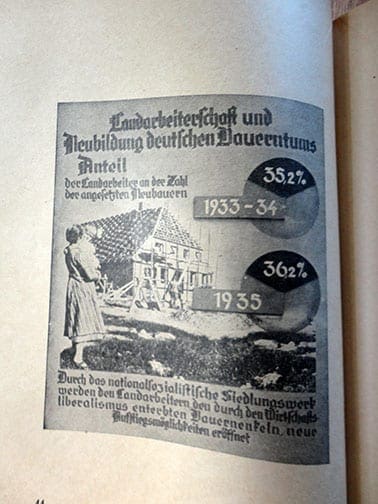 Landarbeiterschaft und
Neubildung deutschen Bauerntums
Anteil
der Landarbeiter an der Zahl
der angesetzten Neubauern
35,2%
1933-34
36,2%
1935
Durch das nationalsozialistische Siedlungswerk
werden den Landarbeitern den durch den Wirtschafts
liberalismus enterbten Bauernenkeln, neue
Aufstiegsmöglichkeiten eröffnet